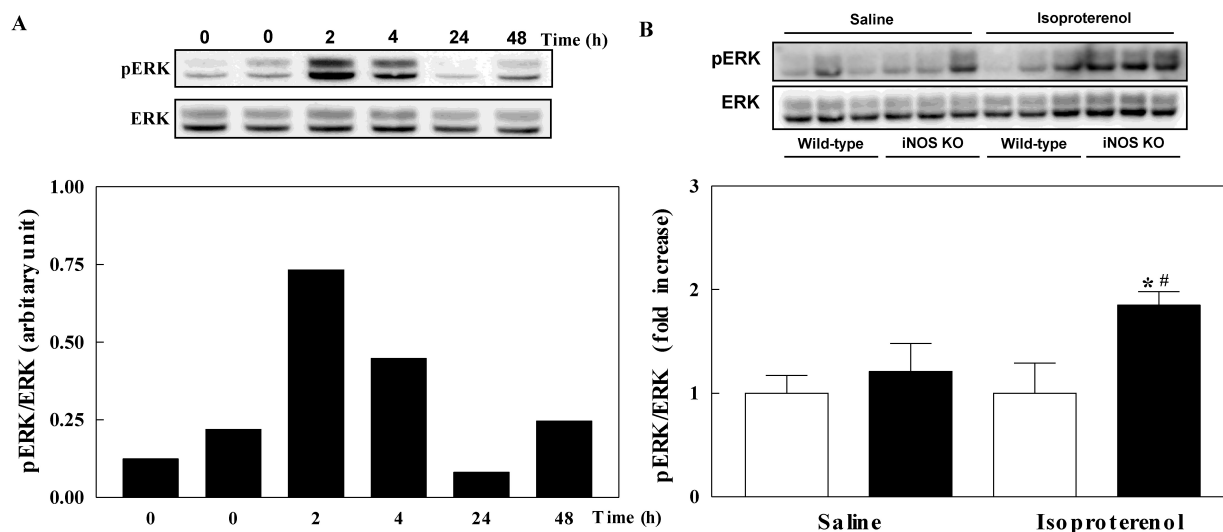 A
0 0 2 4 24 48 Time (h)
pERK
ERK
1.00
0.75
0.50
0.25
0.00
pERK/ERK (arbitary unit)
0 0 2 4 24 48 Time (h)
B
Saline Isoproterenol
pERK
ERK
Wild-type iNOS KO Wild-type iNOS KO
3
2
1
0
pERK/ERK (fold increase)
* #
Saline Isoproterenol